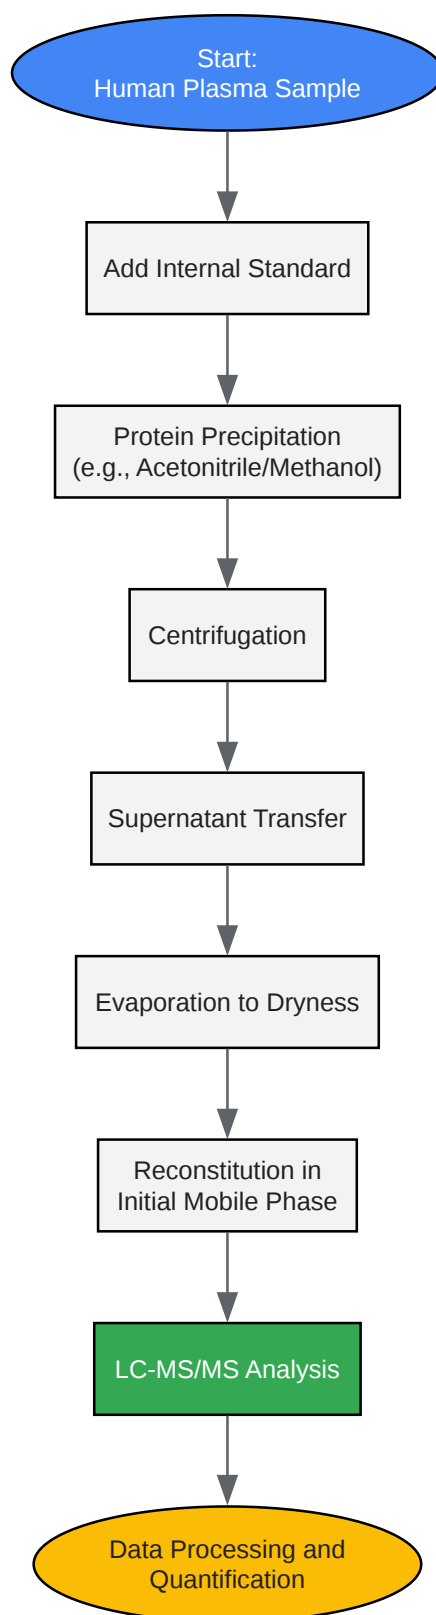 Start:
Human Plasma Sample
Add Internal Standard
Protein Precipitation
(e.g., Acetonitrile/Methanol)
Centrifugation
Supernatant Transfer
Evaporation to Dryness
Reconstitution in
Initial Mobile Phase
LC-MS/MS Analysis
Data Processing and
Quantification